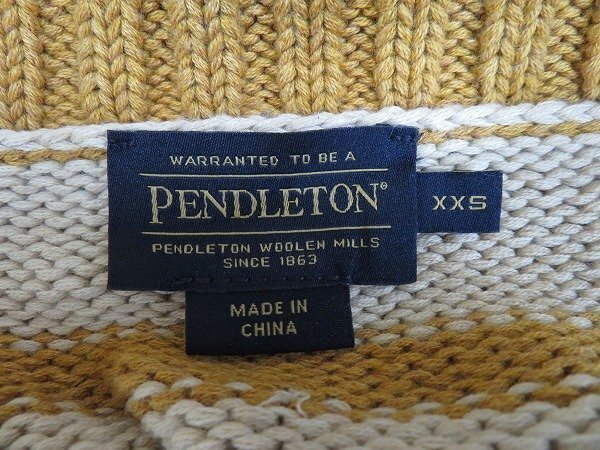 WARRANTED TO BE A
PENDLETON®
PENDLETON WOOLEN MILLS
SINCE 1863
XXS
MADE IN
CHINA